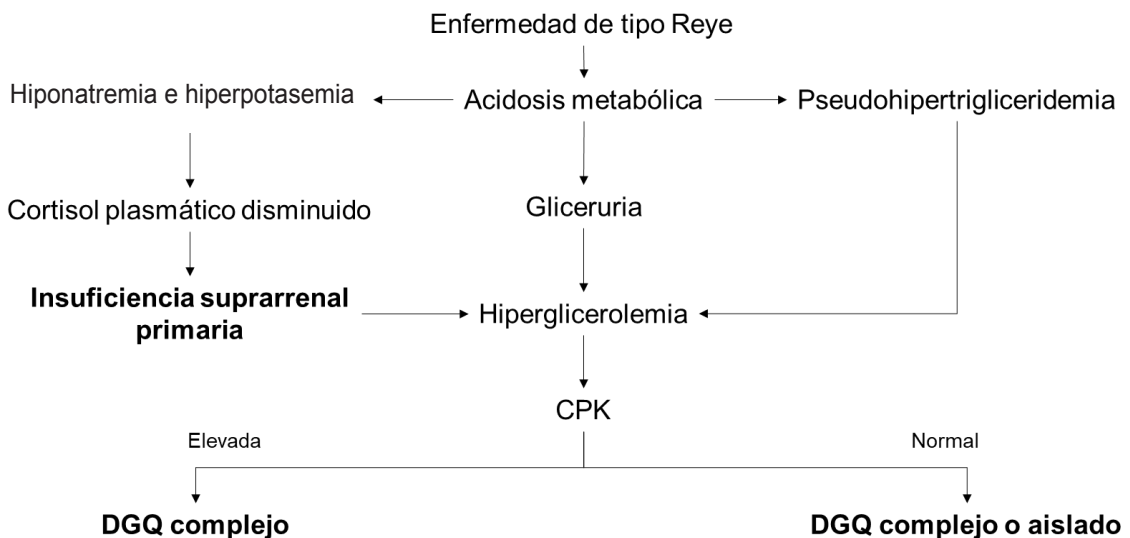 Enfermedad de tipo Reye
Hiponatremia e hiperpotasemia
Acidosis metabólica
Pseudohipertrigliceridemia
Cortisol plasmático disminuido
Gliceruria
Insuficiencia suprarrenal
primaria
Hiperglicerolemia
CPK
Elevada
Normal
DGQ complejo
DGQ complejo o aislado